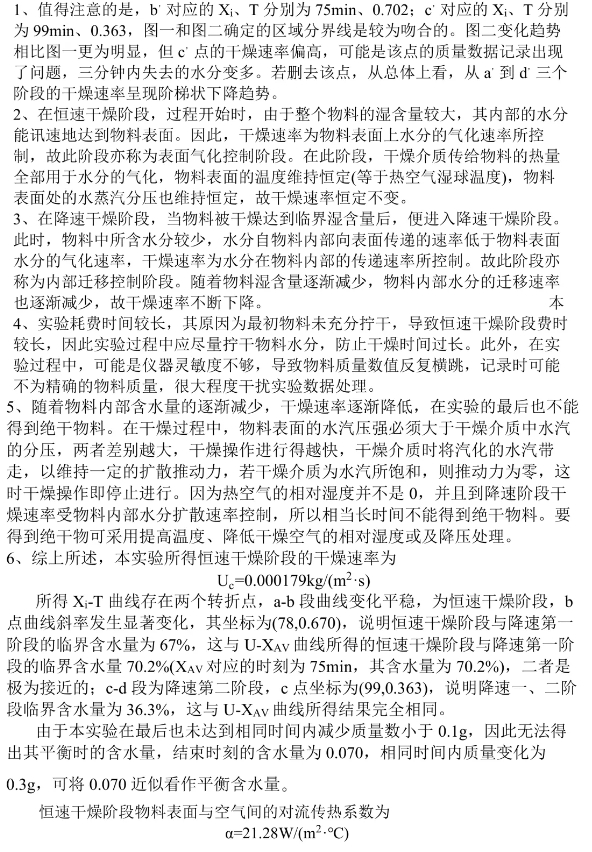 1、值得注意的是，b' 对应的 Xᵢ、T 分别为 75min、0.702；c' 对应的 Xᵢ、T 分别
为 99min、0.363，图一和图二确定的区域分界线是较为吻合的。图二变化趋势
相比图一更为明显，但 c' 点的干燥速率偏高，可能是该点的质量数据记录出现
了问题，三分钟内失去的水分变多。若删去该点，从总体上看，从 a' 到 d' 三个
阶段的干燥速率呈现阶梯状下降趋势。
2、在恒速干燥阶段，过程开始时，由于整个物料的湿含量较大，其内部的水分
能讯速地达到物料表面。因此，干燥速率为物料表面上水分的气化速率所控
制，故此阶段亦称为表面气化控制阶段。在此阶段，干燥介质传给物料的热量
全部用于水分的气化，物料表面的温度维持恒定(等于热空气湿球温度)，物料
表面处的水蒸汽分压也维持恒定，故干燥速率恒定不变。
3、在降速干燥阶段，当物料被干燥达到临界湿含量后，便进入降速干燥阶段。
此时，物料中所含水分较少，水分自物料内部向表面传递的速率低于物料表面
水分的气化速率，干燥速率为水分在物料内部的传递速率所控制。故此阶段亦
称为内部迁移控制阶段。随着物料湿含量逐渐减少，物料内部水分的迁移速率
也逐渐减少，故干燥速率不断下降。 本
4、实验耗费时间较长，其原因为最初物料未充分拧干，导致恒速干燥阶段费时
较长，因此实验过程中应尽量拧干物料水分，防止干燥时间过长。此外，在实
验过程中，可能是仪器灵敏度不够，导致物料质量数值反复横跳，记录时可能
不为精确的物料质量，很大程度干扰实验数据处理。
5、随着物料内部含水量的逐渐减少，干燥速率逐渐降低，在实验的最后也不能
得到绝干物料。在干燥过程中，物料表面的水汽压强必须大于干燥介质中水汽
的分压，两者差别越大，干燥操作进行得越快，干燥介质时将汽化的水汽带
走，以维持一定的扩散推动力，若干燥介质为水汽所饱和，则推动力为零，这
时干燥操作即停止进行。因为热空气的相对湿度并不是 0，并且到降速阶段干
燥速率受物料内部水分扩散速率控制，所以相当长时间不能得到绝干物料。要
得到绝干物可采用提高温度、降低干燥空气的相对湿度或及降压处理。
6、综上所述，本实验所得恒速干燥阶段的干燥速率为
U_c=0.000179kg/(m²·s)
所得 Xᵢ-T 曲线存在两个转折点，a-b 段曲线变化平稳，为恒速干燥阶段，b
点曲线斜率发生显著变化，其坐标为(78,0.670)，说明恒速干燥阶段与降速第一
阶段的临界含水量为 67%，这与 U-X_AV 曲线所得的恒速干燥阶段与降速第一阶
段的临界含水量 70.2%(X_AV 对应的时刻为 75min，其含水量为 70.2%)，二者是
极为接近的；c-d 段为降速第二阶段，c 点坐标为(99,0.363)，说明降速一、二阶
段临界含水量为 36.3%，这与 U-X_AV 曲线所得结果完全相同。
由于本实验在最后也未达到相同时间内减少质量数小于 0.1g，因此无法得
出其平衡时的含水量，结束时刻的含水量为 0.070，相同时间内质量变化为
0.3g，可将 0.070 近似看作平衡含水量。
恒速干燥阶段物料表面与空气间的对流传热系数为
α=21.28W/(m²·℃)